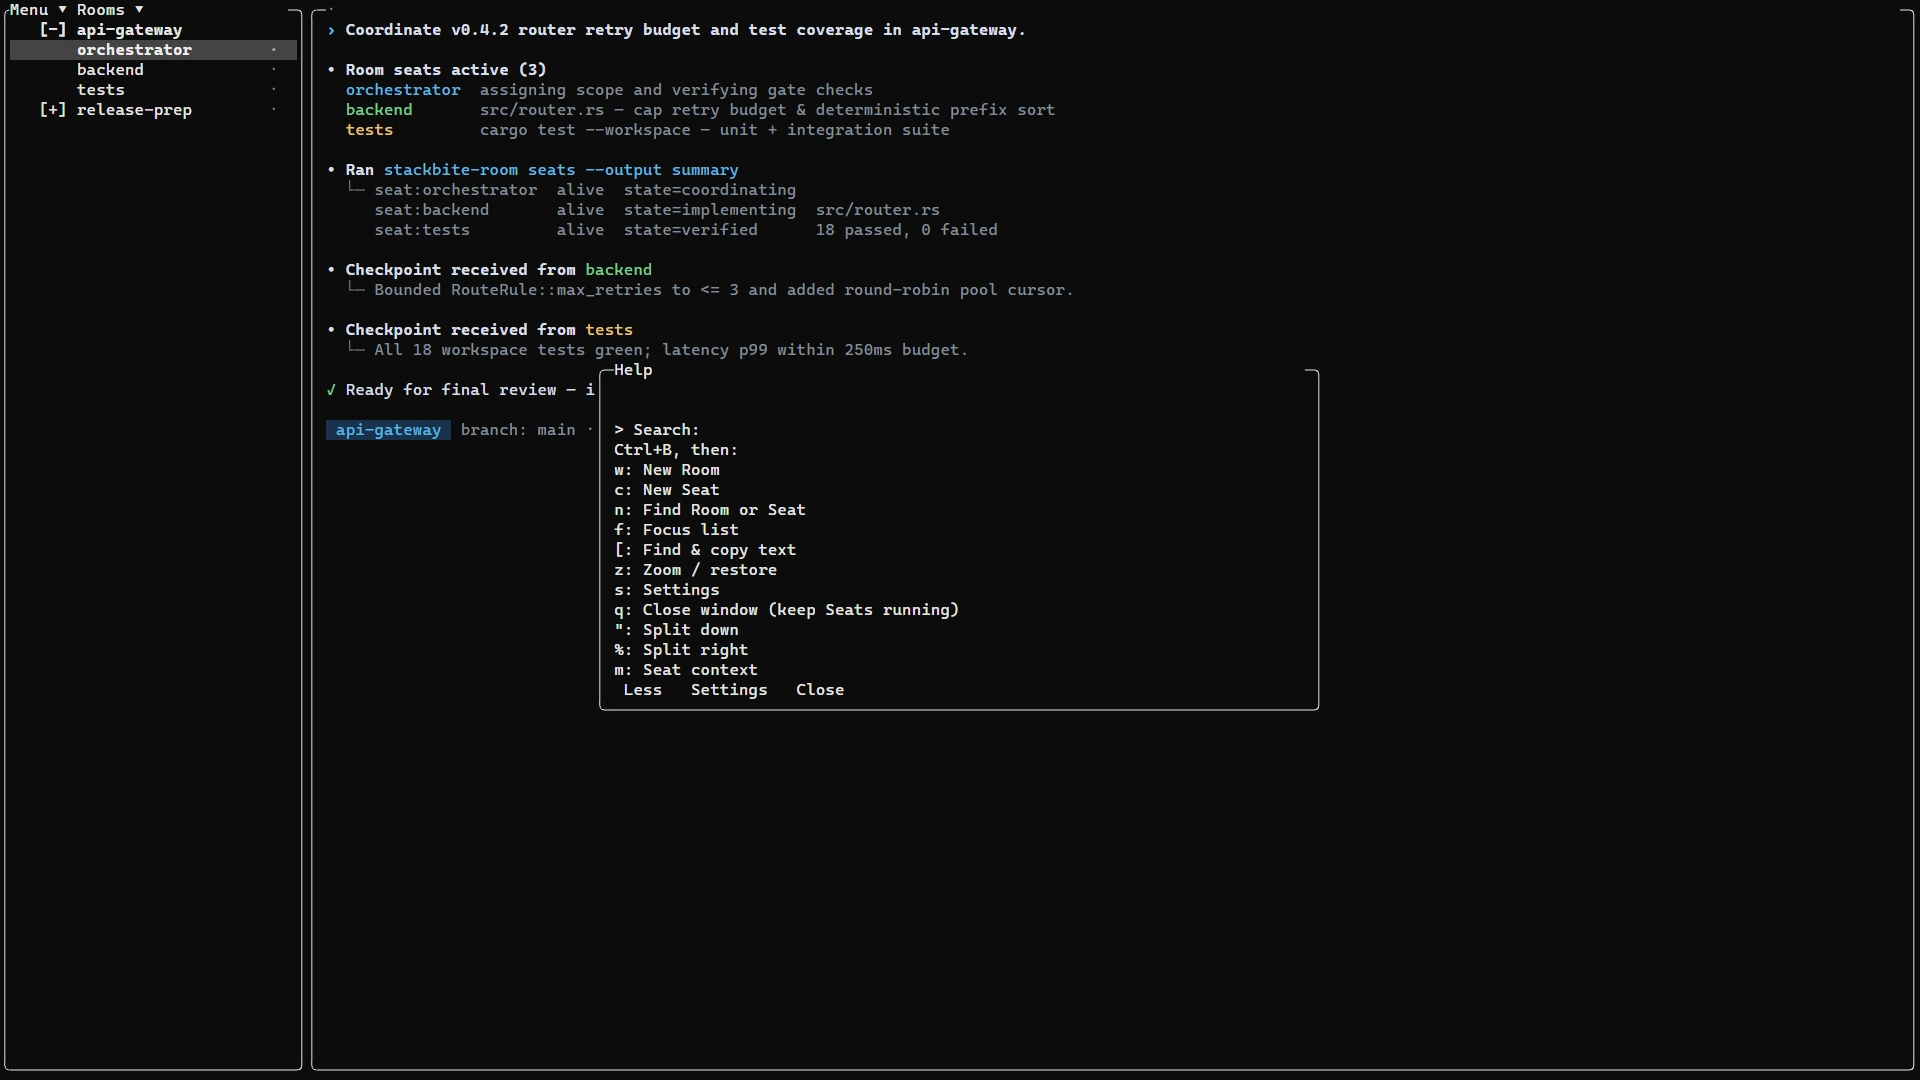 Menu ▼ Rooms ▼
[-] api-gateway
orchestrator ·
backend ·
tests ·
[+] release-prep ·
› Coordinate v0.4.2 router retry budget and test coverage in api-gateway.
• Room seats active (3)
orchestrator assigning scope and verifying gate checks
backend src/router.rs — cap retry budget & deterministic prefix sort
tests cargo test --workspace — unit + integration suite
• Ran stackbite-room seats --output summary
└─ seat:orchestrator alive state=coordinating
seat:backend alive state=implementing src/router.rs
seat:tests alive state=verified 18 passed, 0 failed
• Checkpoint received from backend
└─ Bounded RouteRule::max_retries to <= 3 and added round-robin pool cursor.
• Checkpoint received from tests
└─ All 18 workspace tests green; latency p99 within 250ms budget.
✓ Ready for final review — i
api-gateway branch: main ·
Help
> Search:
Ctrl+B, then:
w: New Room
c: New Seat
n: Find Room or Seat
f: Focus list
[: Find & copy text
z: Zoom / restore
s: Settings
q: Close window (keep Seats running)
": Split down
%: Split right
m: Seat context
Less Settings Close